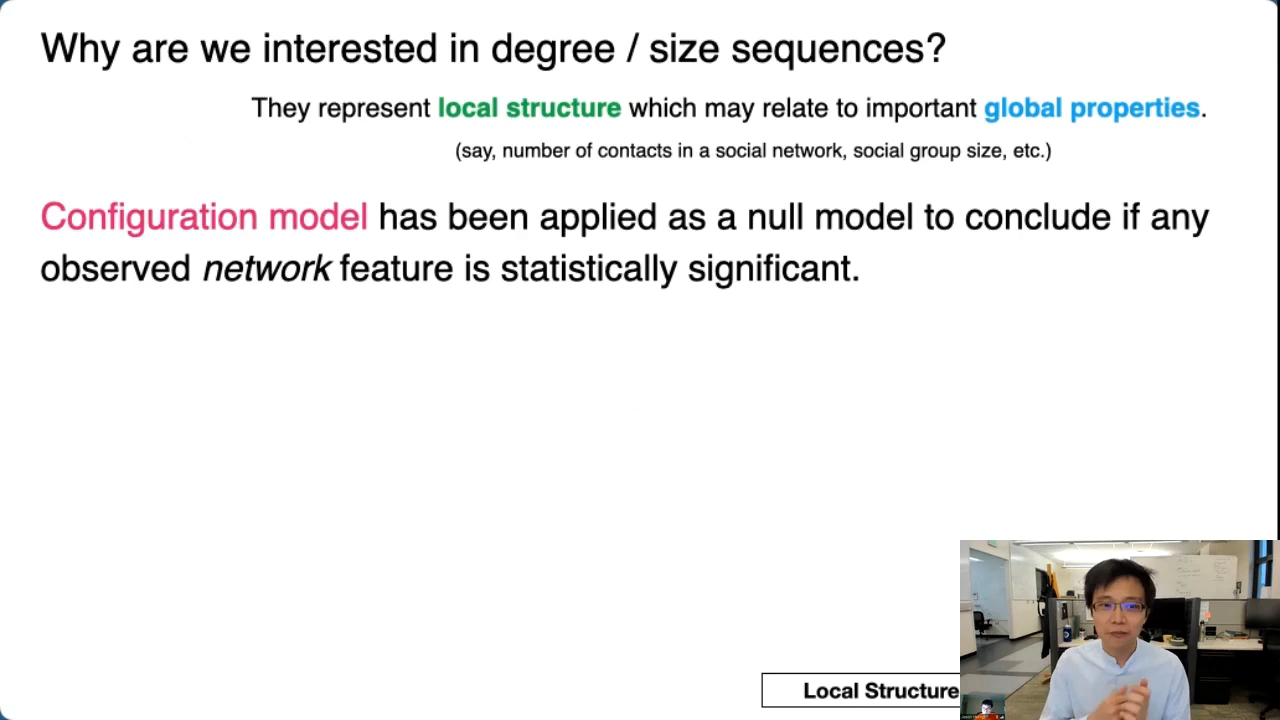 Why are we interested in degree / size sequences?
They represent local structure which may relate to important global properties.
(say, number of contacts in a social network, social group size, etc.)
Configuration model has been applied as a null model to conclude if any
observed network feature is statistically significant.
Local Structure